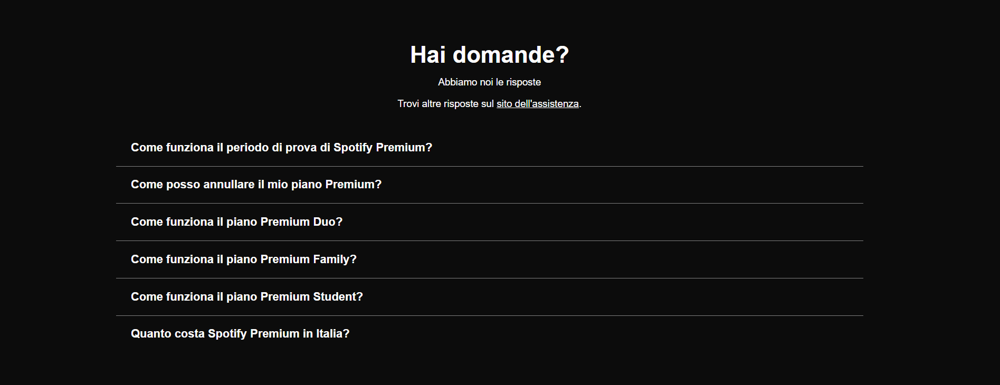 Hai domande?
Abbiamo noi le risposte
Trovi altre risposte sul sito dell'assistenza.
Come funziona il periodo di prova di Spotify Premium?
Come posso annullare il mio piano Premium?
Come funziona il piano Premium Duo?
Come funziona il piano Premium Family?
Come funziona il piano Premium Student?
Quanto costa Spotify Premium in Italia?